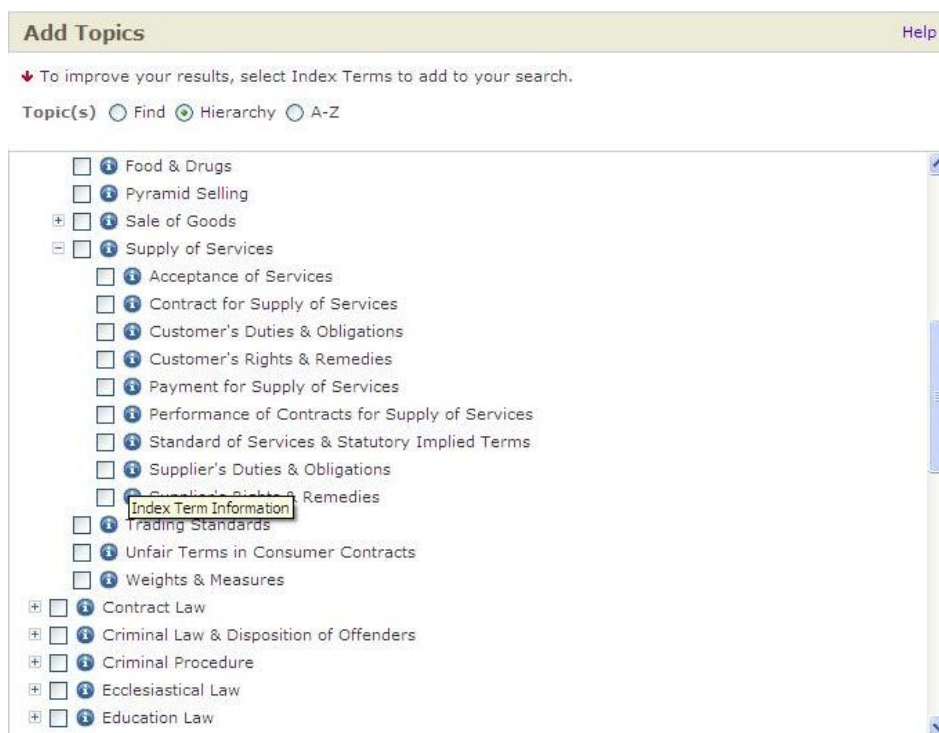 Add Topics Help
To improve your results, select Index Terms to add to your search.
Topic(s) Find Hierarchy A-Z
Food & Drugs
Pyramid Selling
Sale of Goods
Supply of Services
Acceptance of Services
Contract for Supply of Services
Customer's Duties & Obligations
Customer's Rights & Remedies
Payment for Supply of Services
Performance of Contracts for Supply of Services
Standard of Services & Statutory Implied Terms
Supplier's Duties & Obligations
Supplier's Rights & Remedies
Index Term Information
Trading Standards
Unfair Terms in Consumer Contracts
Weights & Measures
Contract Law
Criminal Law & Disposition of Offenders
Criminal Procedure
Ecclesiastical Law
Education Law